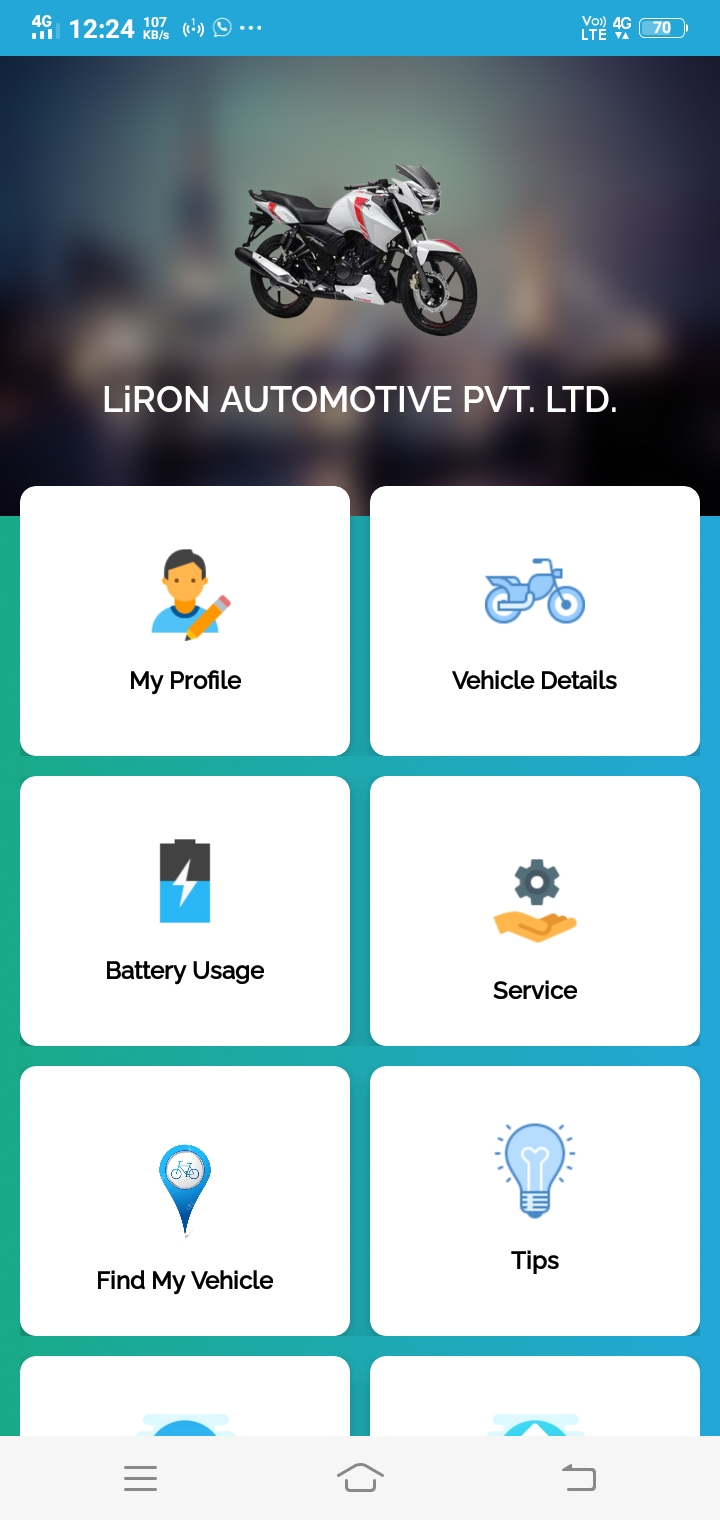 4G 12:24 107 KB/s Vo)) LTE 4G 70
LiRON AUTOMOTIVE PVT. LTD.
My Profile
Vehicle Details
Battery Usage
Service
Find My Vehicle
Tips